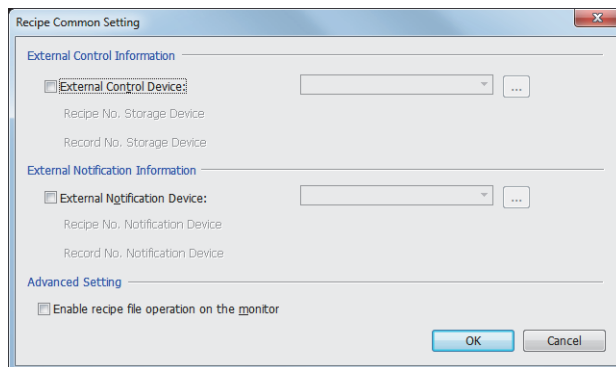 Recipe Common Setting
External Control Information
External Control Device:
...
Recipe No. Storage Device
Record No. Storage Device
External Notification Information
External Notification Device:
...
Recipe No. Notification Device
Record No. Notification Device
Advanced Setting
Enable recipe file operation on the monitor
OK Cancel